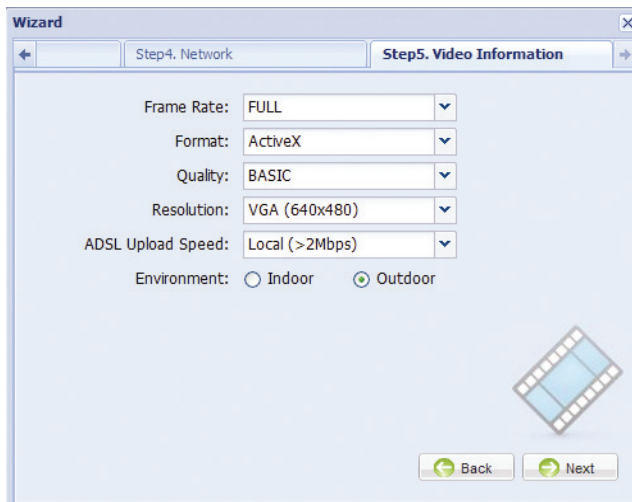 Wizard
Step4. Network
Step5. Video Information
Frame Rate: FULL
Format: ActiveX
Quality: BASIC
Resolution: VGA (640x480)
ADSL Upload Speed: Local (>2Mbps)
Environment: Indoor Outdoor
Back Next